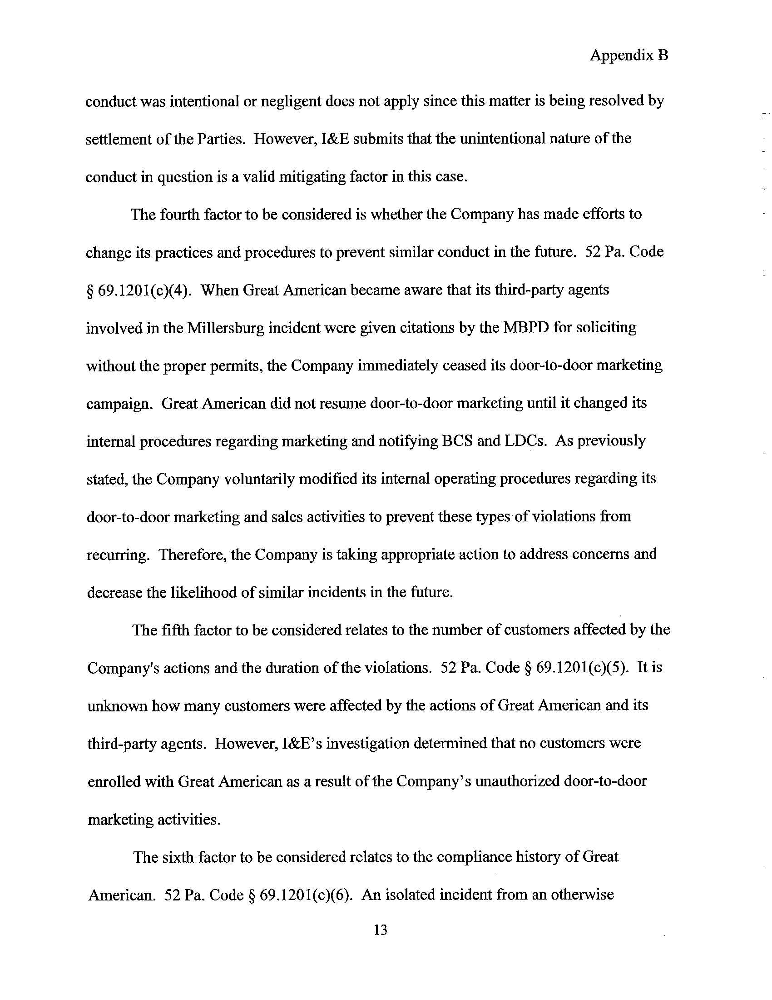 Appendix B
conduct was intentional or negligent does not apply since this matter is being resolved by
settlement of the Parties.  However, I&E submits that the unintentional nature of the
conduct in question is a valid mitigating factor in this case.
The fourth factor to be considered is whether the Company has made efforts to
change its practices and procedures to prevent similar conduct in the future.  52 Pa. Code
§ 69.1201(c)(4).  When Great American became aware that its third-party agents
involved in the Millersburg incident were given citations by the MBPD for soliciting
without the proper permits, the Company immediately ceased its door-to-door marketing
campaign.  Great American did not resume door-to-door marketing until it changed its
internal procedures regarding marketing and notifying BCS and LDCs.  As previously
stated, the Company voluntarily modified its internal operating procedures regarding its
door-to-door marketing and sales activities to prevent these types of violations from
recurring.  Therefore, the Company is taking appropriate action to address concerns and
decrease the likelihood of similar incidents in the future.
The fifth factor to be considered relates to the number of customers affected by the
Company's actions and the duration of the violations.  52 Pa. Code § 69.1201(c)(5).  It is
unknown how many customers were affected by the actions of Great American and its
third-party agents.  However, I&E’s investigation determined that no customers were
enrolled with Great American as a result of the Company’s unauthorized door-to-door
marketing activities.
The sixth factor to be considered relates to the compliance history of Great
American.  52 Pa. Code § 69.1201(c)(6).  An isolated incident from an otherwise
13